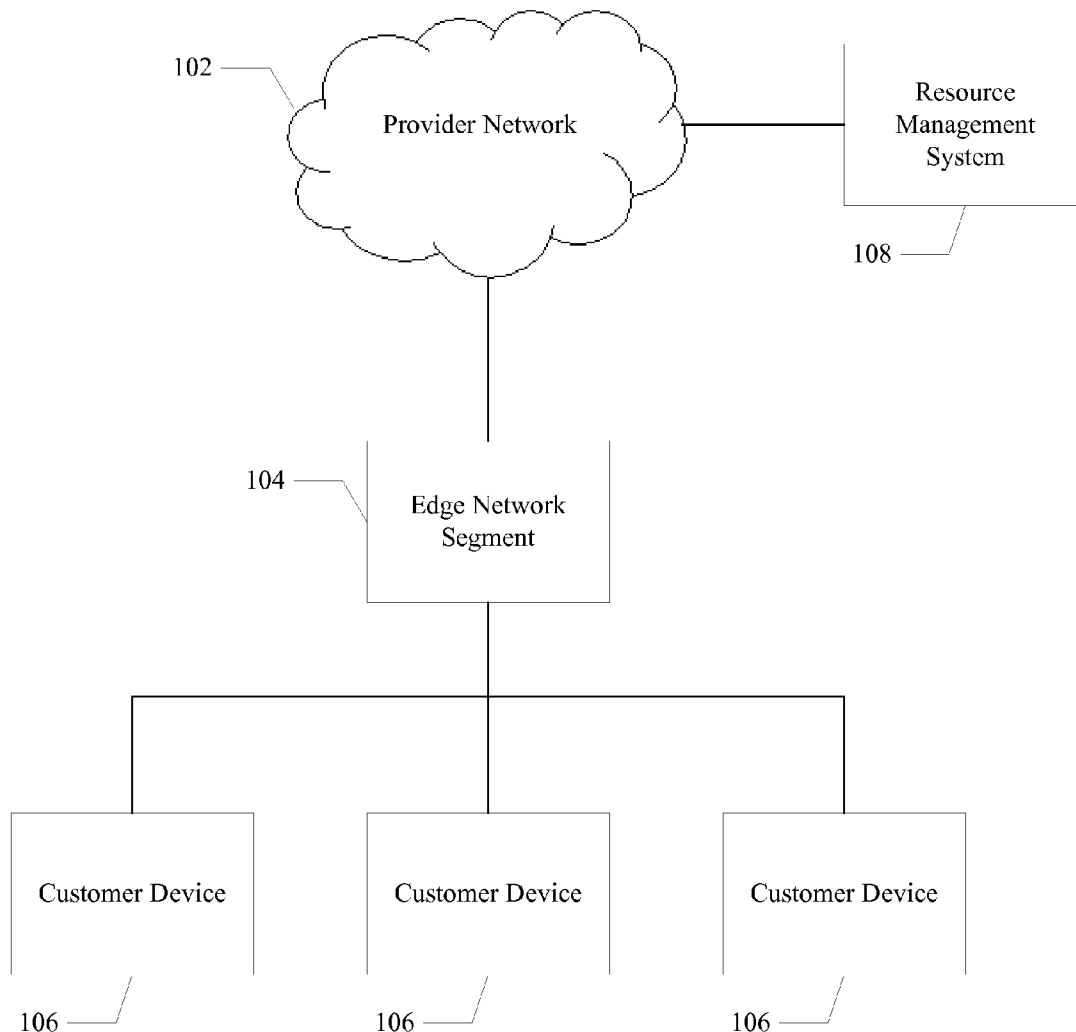 102
Provider Network
Resource
Management
System
108
104
Edge Network
Segment
Customer Device
Customer Device
Customer Device
106
106
106